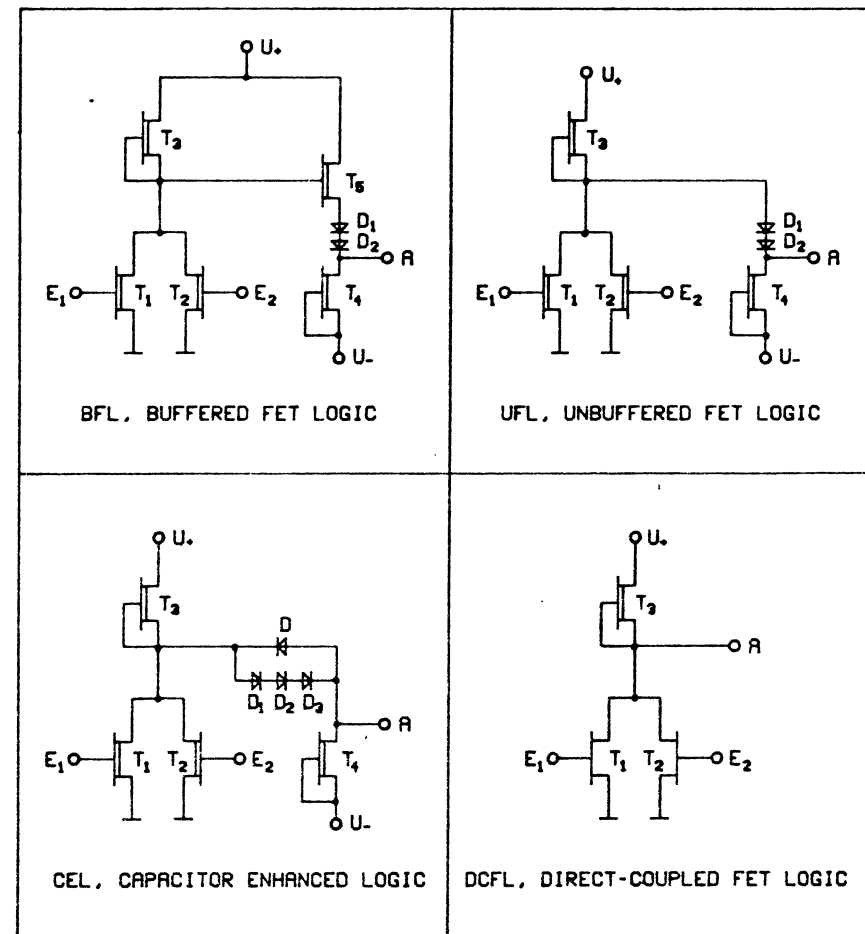 U₊
T₃
T₅
D₁
D₂
A
E₁
T₁
T₂
E₂
T₄
U₋
BFL, BUFFERED FET LOGIC
U₊
T₃
D₁
D₂
A
E₁
T₁
T₂
E₂
T₄
U₋
UFL, UNBUFFERED FET LOGIC
U₊
T₃
D
D₁ D₂ D₃
A
E₁
T₁
T₂
E₂
T₄
U₋
CEL, CAPACITOR ENHANCED LOGIC
U₊
T₃
A
E₁
T₁
T₂
E₂
DCFL, DIRECT-COUPLED FET LOGIC